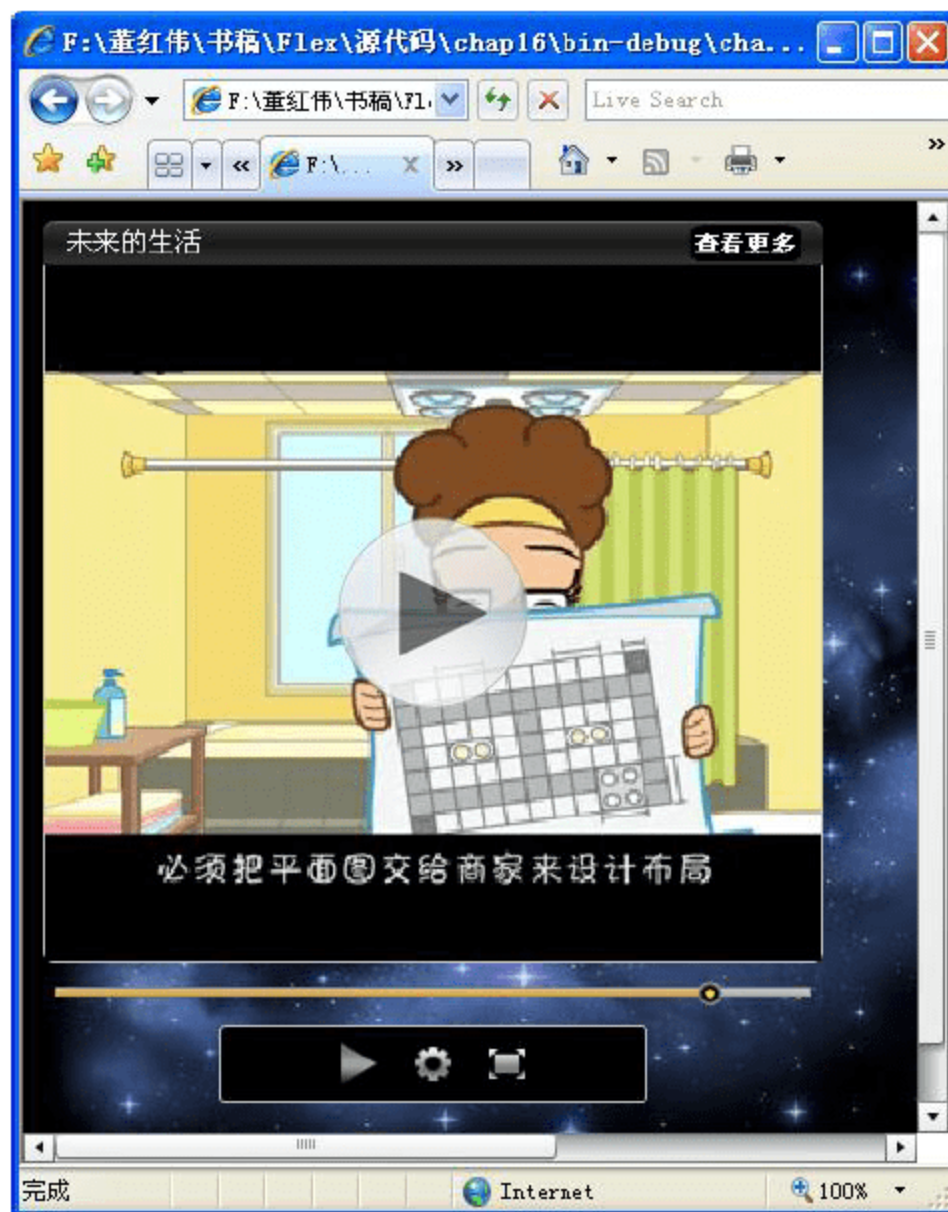 F:\董红伟\书稿\Flex\源代码\chap16\bin-debug\cha...
F:\董红伟\书稿\Fl
Live Search
F:\...
未来的生活 查看更多
必须把平面图交给商家来设计布局
完成 Internet 100%